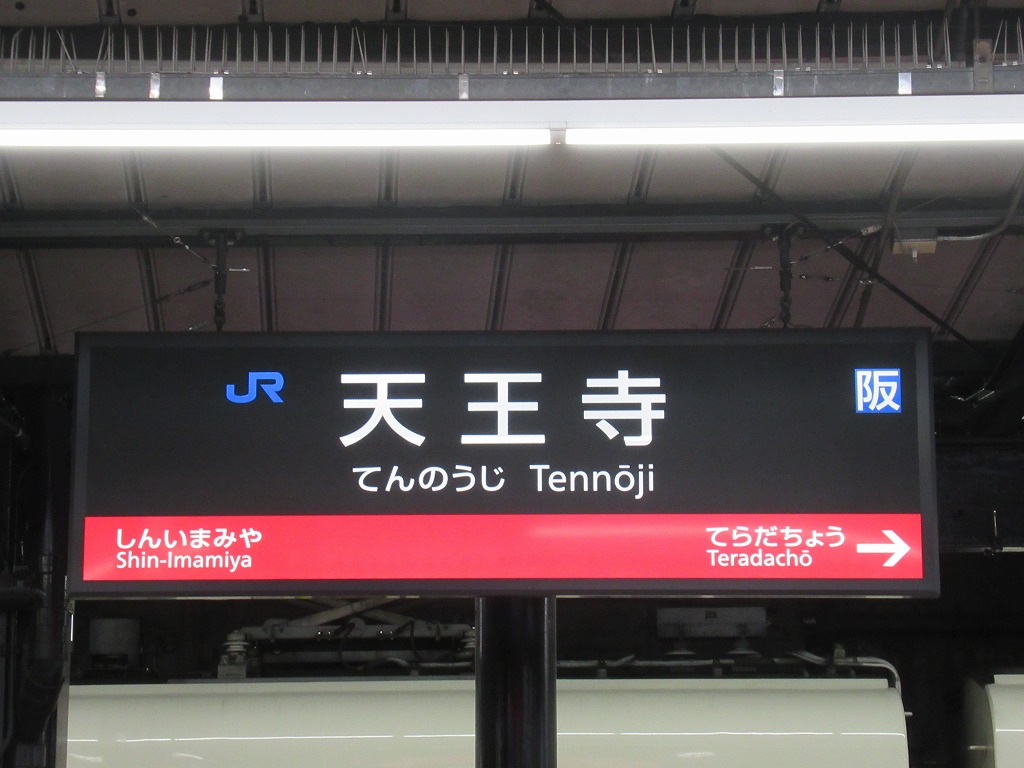 JR 天王寺 阪
てんのうじ Tennōji
しんいまみや てらだちょう
Shin-Imamiya Teradachō